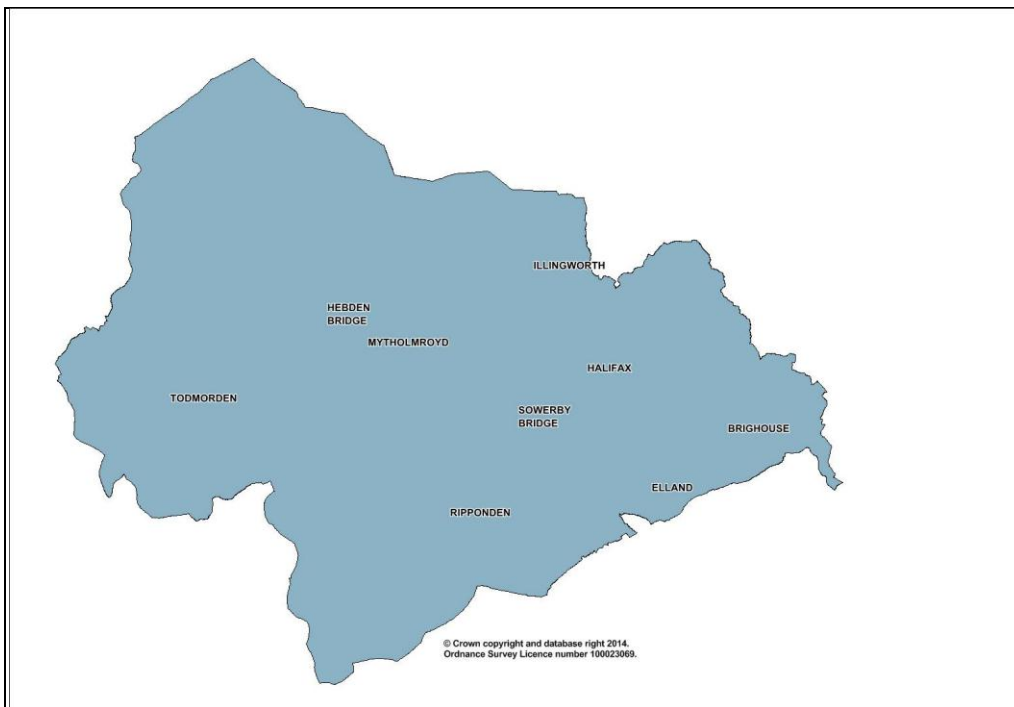 ILLINGWORTH
HEBDEN
BRIDGE
MYTHOLMROYD
HALIFAX
TODMORDEN
SOWERBY
BRIDGE
BRIGHOUSE
ELLAND
RIPPONDEN
© Crown copyright and database right 2014.
Ordnance Survey Licence number 100023069.